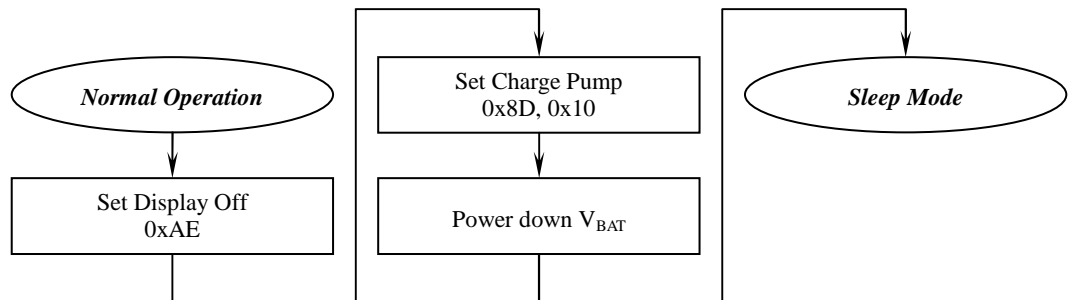 Normal Operation
Set Display Off
0xAE
Set Charge Pump
0x8D, 0x10
Power down VBAT
Sleep Mode